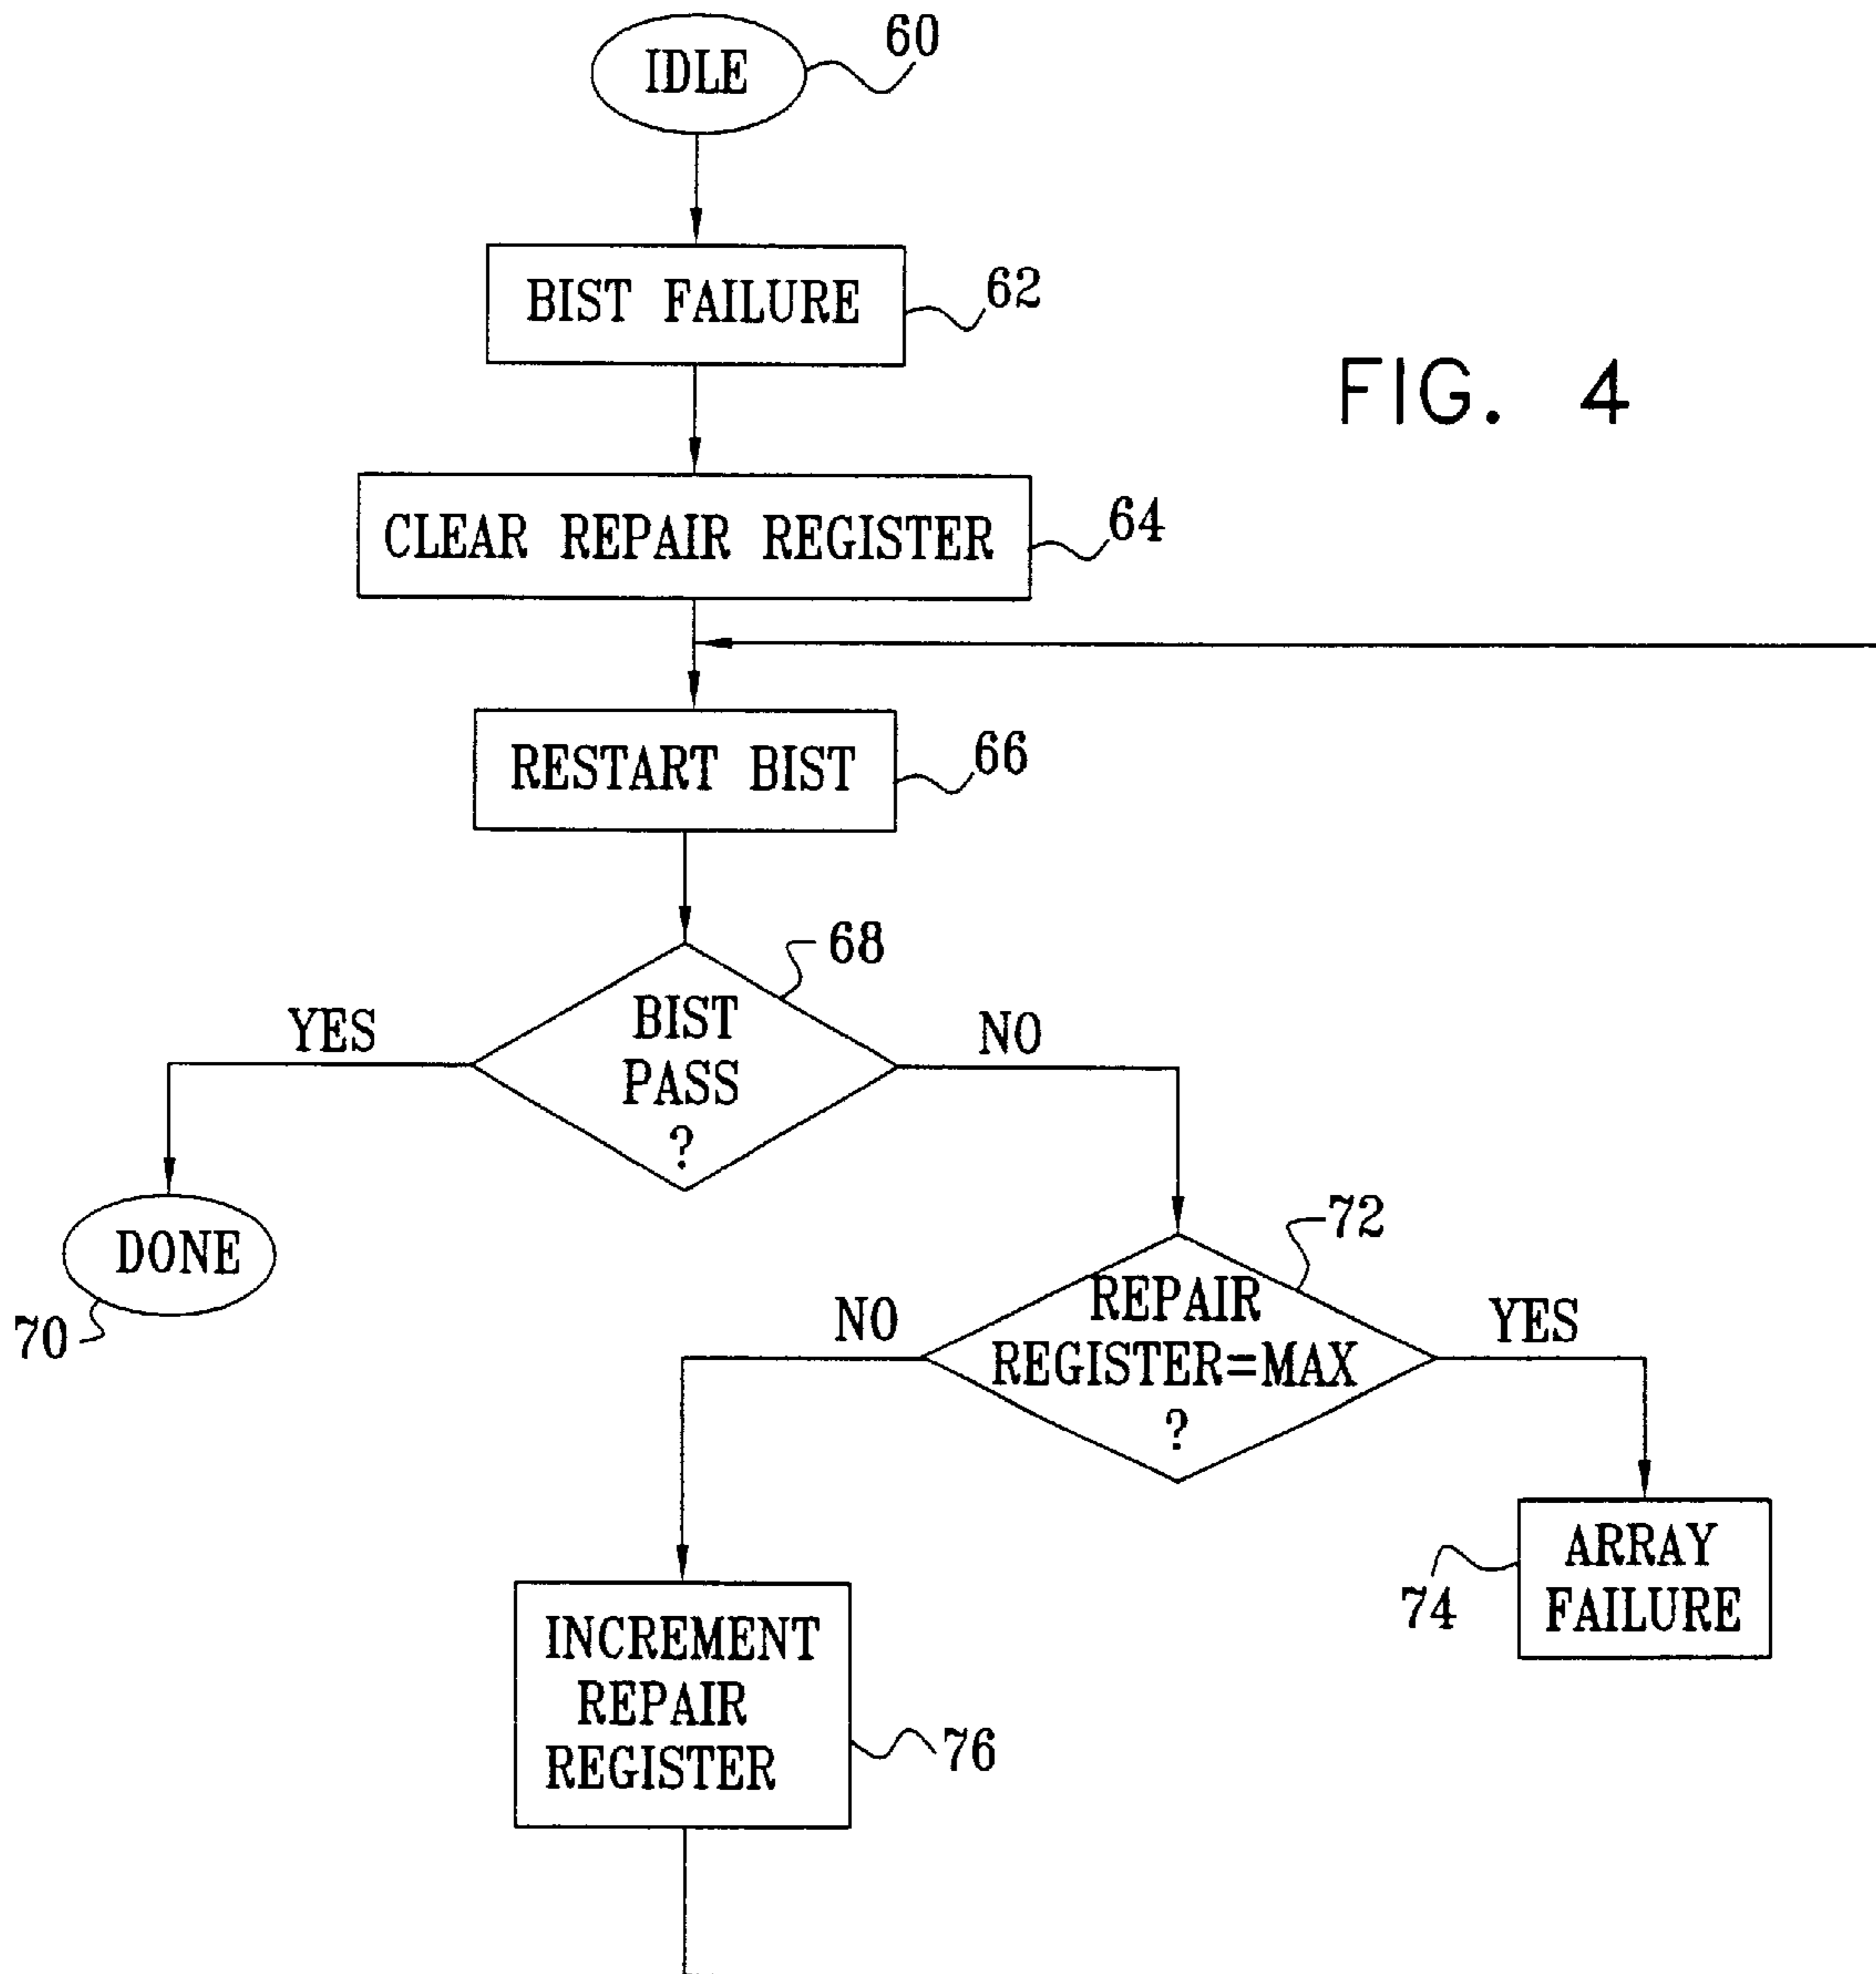 IDLE
60
BIST FAILURE
62
FIG. 4
CLEAR REPAIR REGISTER
64
RESTART BIST
66
68
BIST
PASS
?
YES
NO
DONE
70
72
REPAIR
REGISTER=MAX
?
NO
YES
ARRAY
FAILURE
74
INCREMENT
REPAIR
REGISTER
76